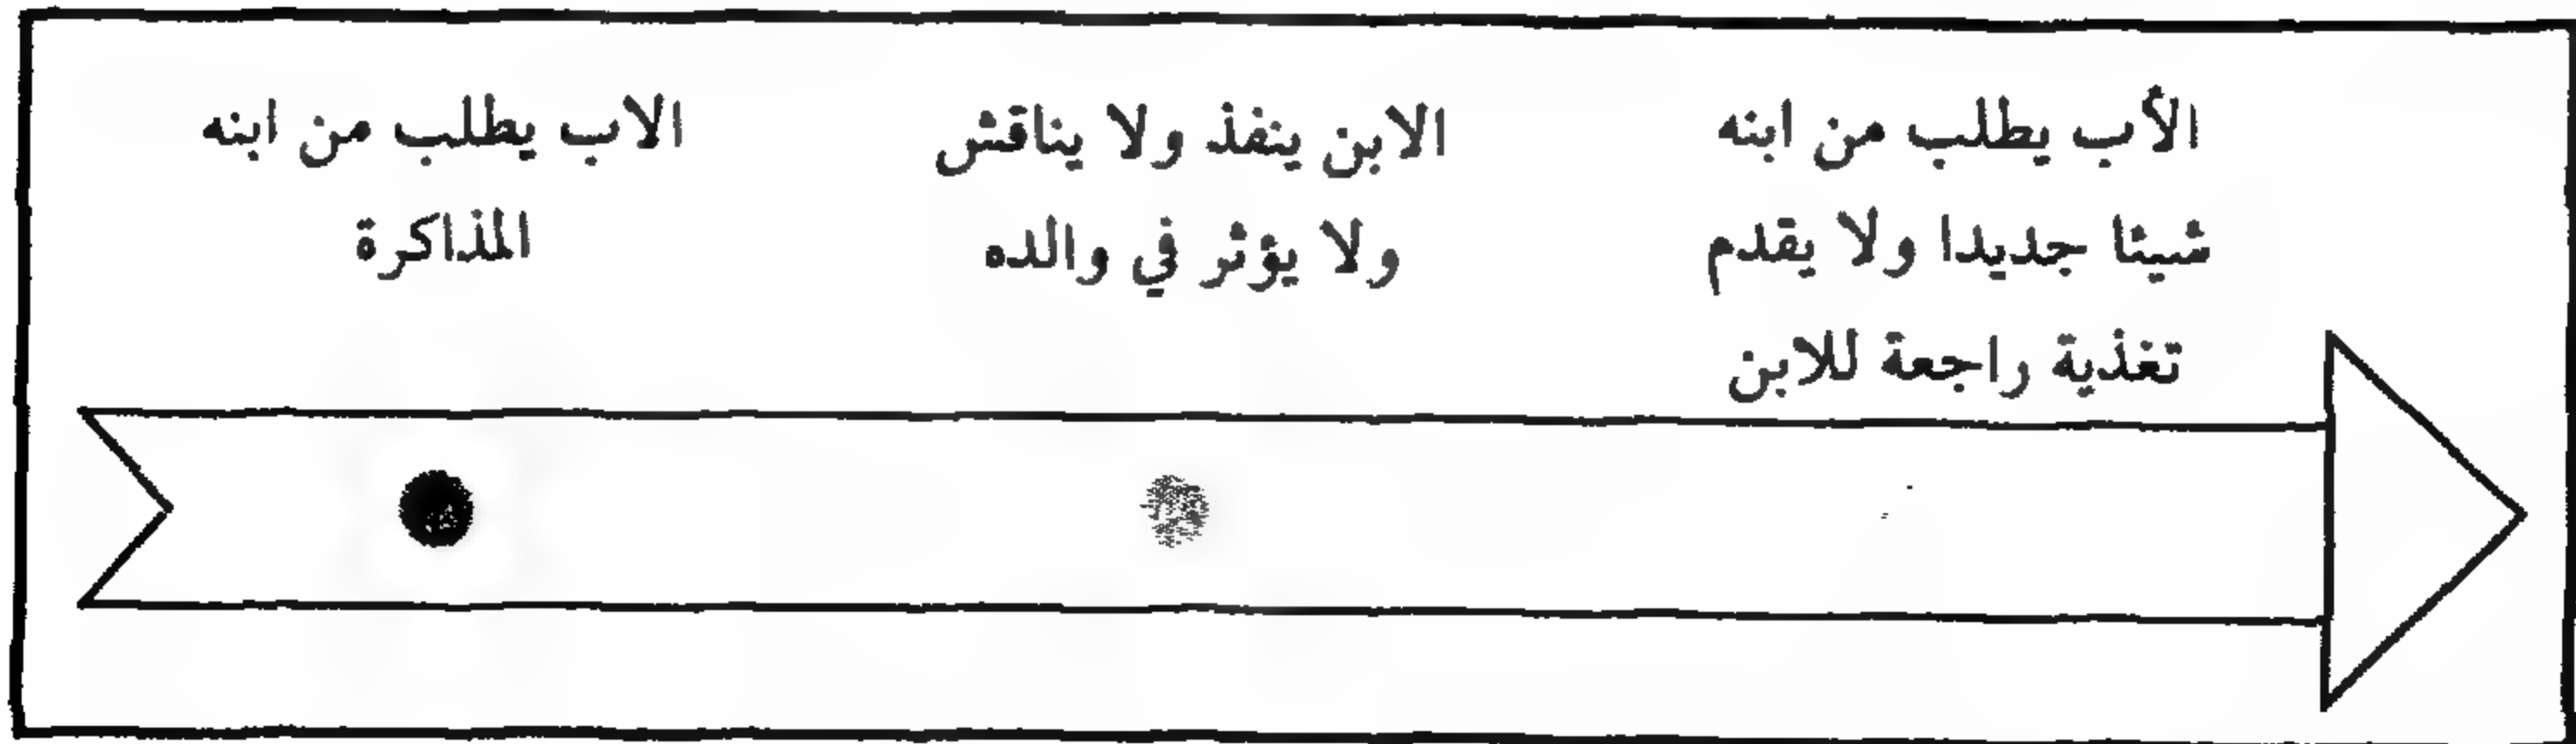 الاب يطلب من ابنه
المذاكرة
الابن ينفذ ولا يناقش
ولا يؤثر في والده
الأب يطلب من ابنه
شيئا جديدا ولا يقدم
تغذية راجعة للابن